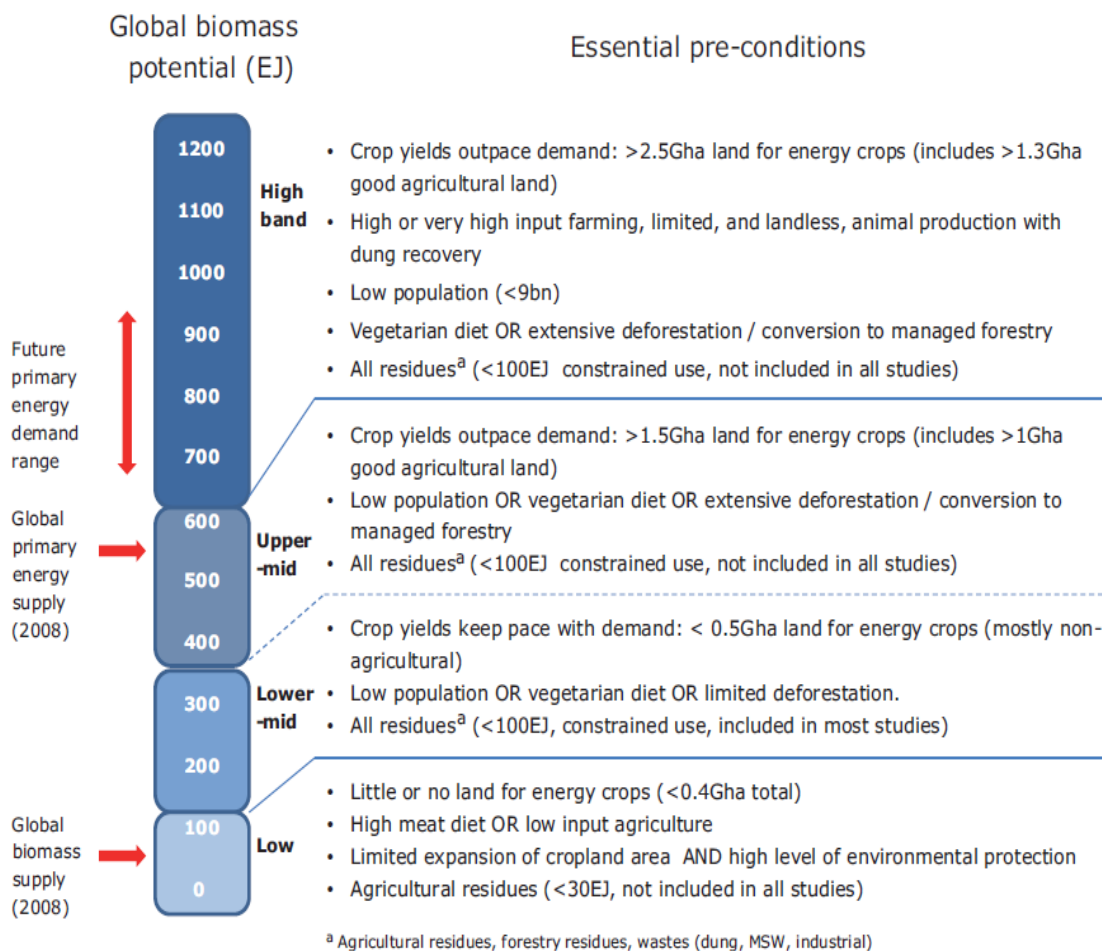 Global biomass
potential (EJ)
Essential pre-conditions
1200
1100
1000
900
800
700
600
500
400
300
200
100
0
High
band
Upper
-mid
Lower
-mid
Low
Future
primary
energy
demand
range
Global
primary
energy
supply
(2008)
Global
biomass
supply
(2008)
• Crop yields outpace demand: >2.5Gha land for energy crops (includes >1.3Gha
good agricultural land)
• High or very high input farming, limited, and landless, animal production with
dung recovery
• Low population (<9bn)
• Vegetarian diet OR extensive deforestation / conversion to managed forestry
• All residuesᵃ (<100EJ constrained use, not included in all studies)
• Crop yields outpace demand: >1.5Gha land for energy crops (includes >1Gha
good agricultural land)
• Low population OR vegetarian diet OR extensive deforestation / conversion to
managed forestry
• All residuesᵃ (<100EJ constrained use, not included in all studies)
• Crop yields keep pace with demand: < 0.5Gha land for energy crops (mostly non-
agricultural)
• Low population OR vegetarian diet OR limited deforestation.
• All residuesᵃ (<100EJ, constrained use, included in most studies)
• Little or no land for energy crops (<0.4Gha total)
• High meat diet OR low input agriculture
• Limited expansion of cropland area AND high level of environmental protection
• Agricultural residues (<30EJ, not included in all studies)
ᵃ Agricultural residues, forestry residues, wastes (dung, MSW, industrial)